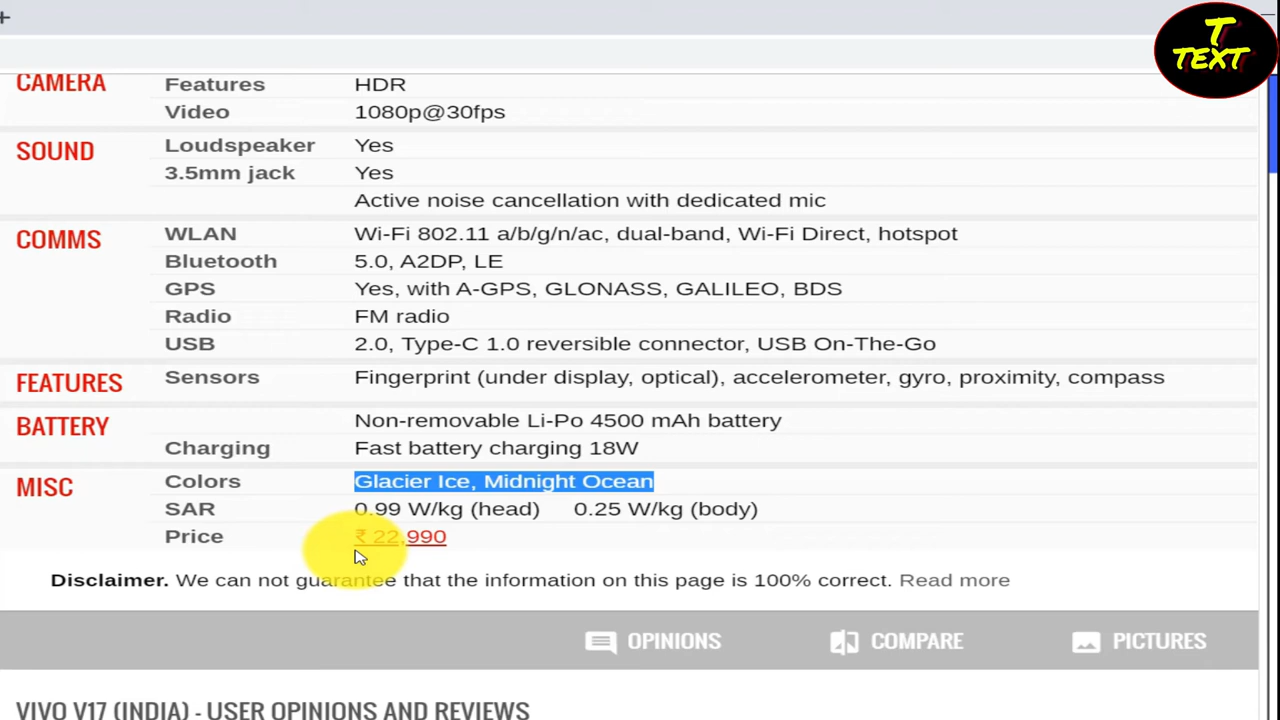 +
T
TEXT
CAMERA Features HDR
Video 1080p@30fps
SOUND Loudspeaker Yes
3.5mm jack Yes
Active noise cancellation with dedicated mic
COMMS WLAN Wi-Fi 802.11 a/b/g/n/ac, dual-band, Wi-Fi Direct, hotspot
Bluetooth 5.0, A2DP, LE
GPS Yes, with A-GPS, GLONASS, GALILEO, BDS
Radio FM radio
USB 2.0, Type-C 1.0 reversible connector, USB On-The-Go
FEATURES Sensors Fingerprint (under display, optical), accelerometer, gyro, proximity, compass
BATTERY Non-removable Li-Po 4500 mAh battery
Charging Fast battery charging 18W
MISC Colors Glacier Ice, Midnight Ocean
SAR 0.99 W/kg (head) 0.25 W/kg (body)
Price ₹ 22,990
Disclaimer. We can not guarantee that the information on this page is 100% correct. Read more
OPINIONS COMPARE PICTURES
VIVO V17 (INDIA) - USER OPINIONS AND REVIEWS